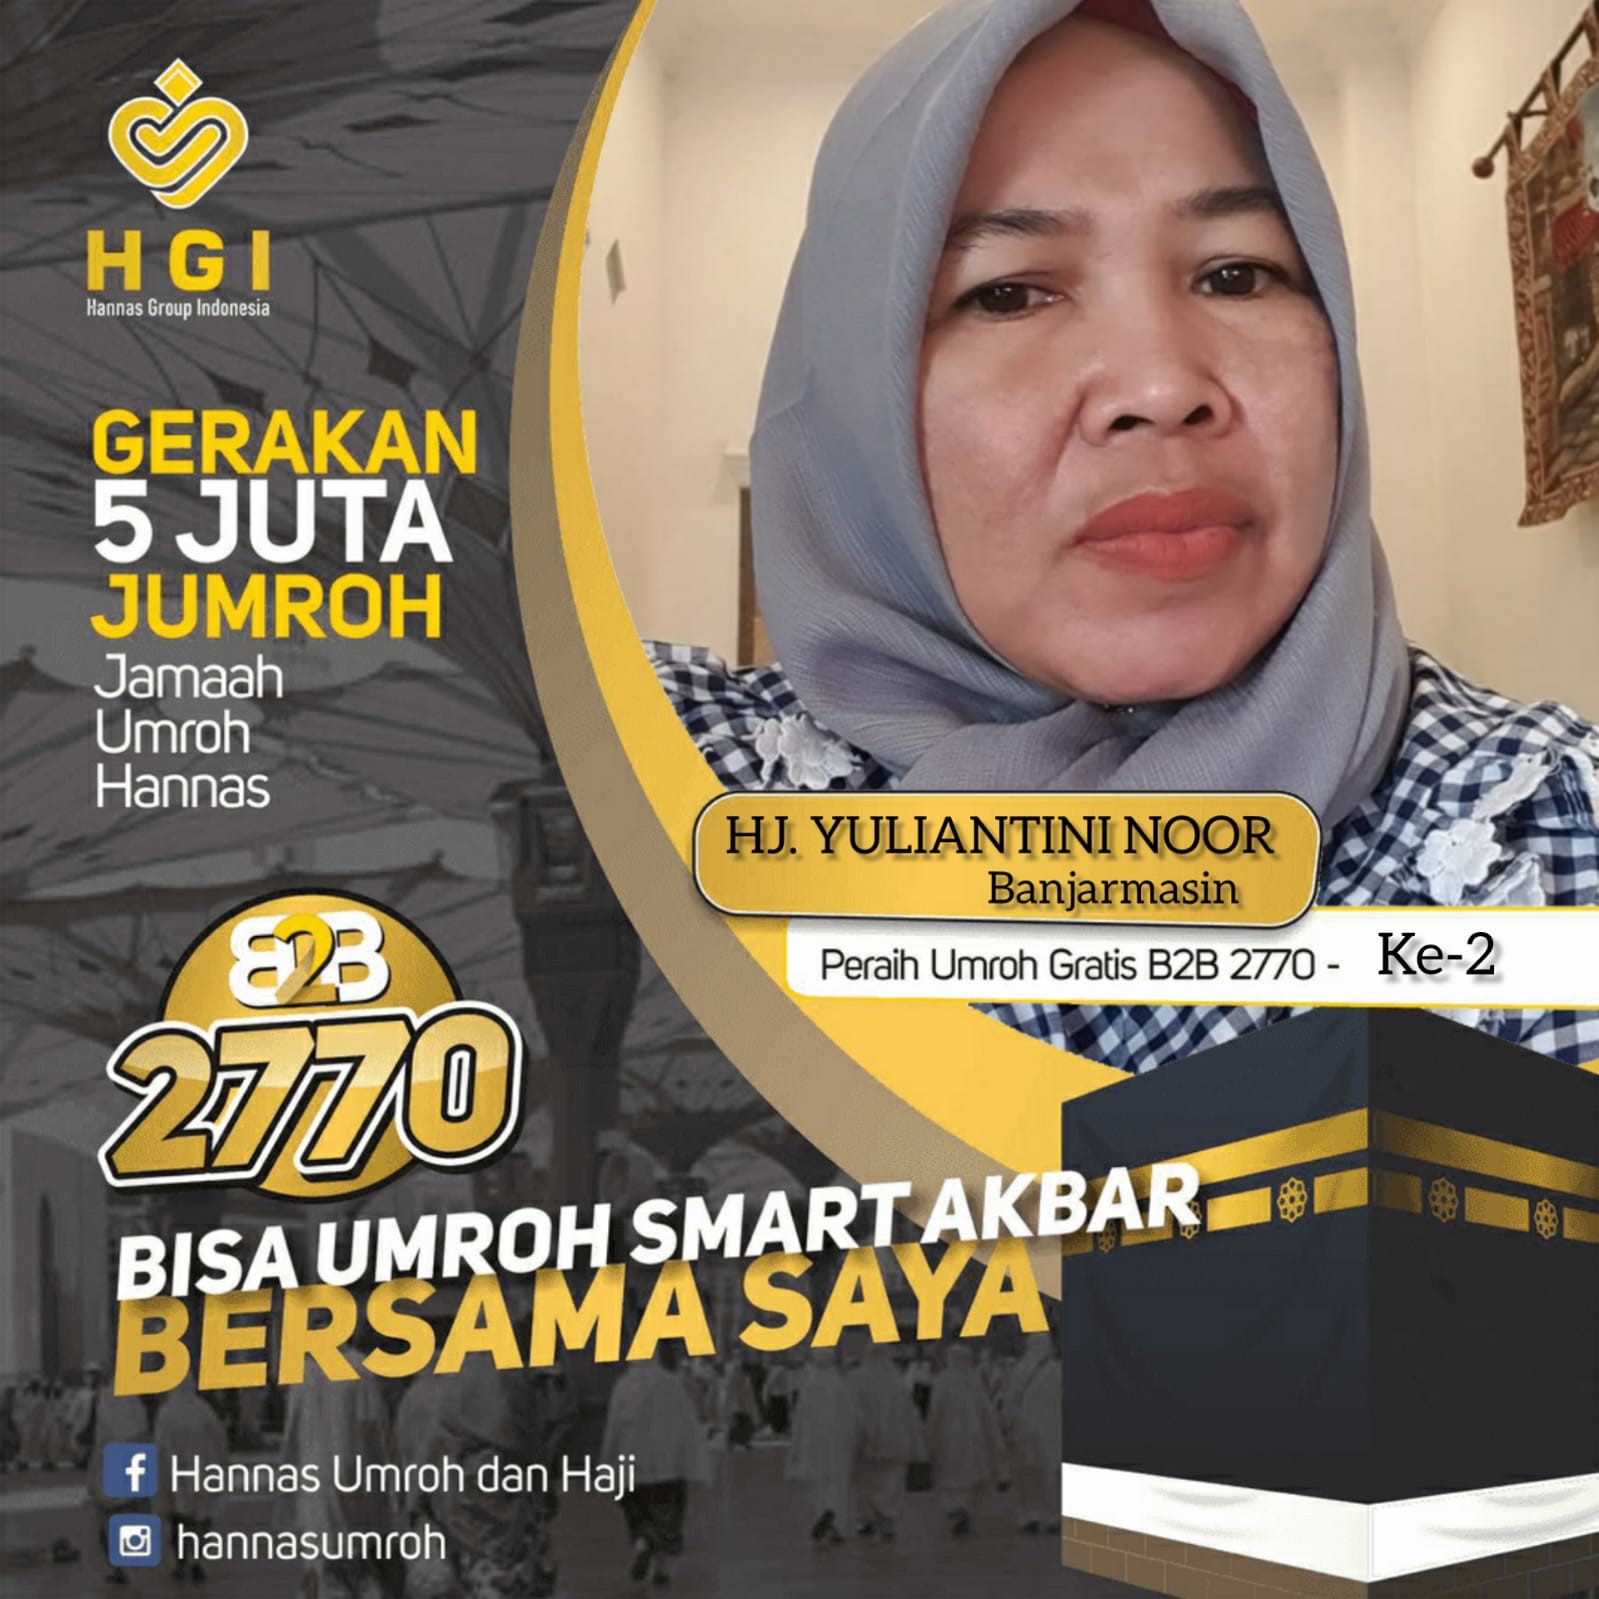 HGI
Hannas Group Indonesia
GERAKAN
5 JUTA
JUMROH
Jamaah
Umroh
Hannas
HJ. YULIANTINI NOOR
Banjarmasin
Peraih Umroh Gratis B2B 2770 - Ke-2
B2B
2770
BISA UMROH SMART AKBAR
BERSAMA SAYA
f Hannas Umroh dan Haji
hannasumroh